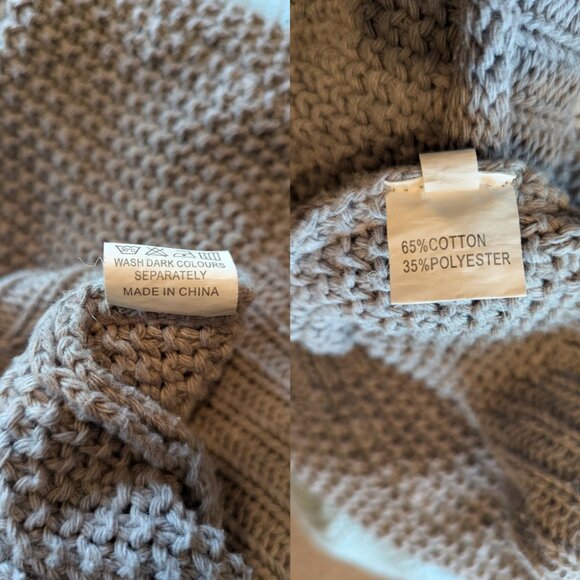 WASH DARK COLOURS
SEPARATELY
MADE IN CHINA
65%COTTON
35%POLYESTER